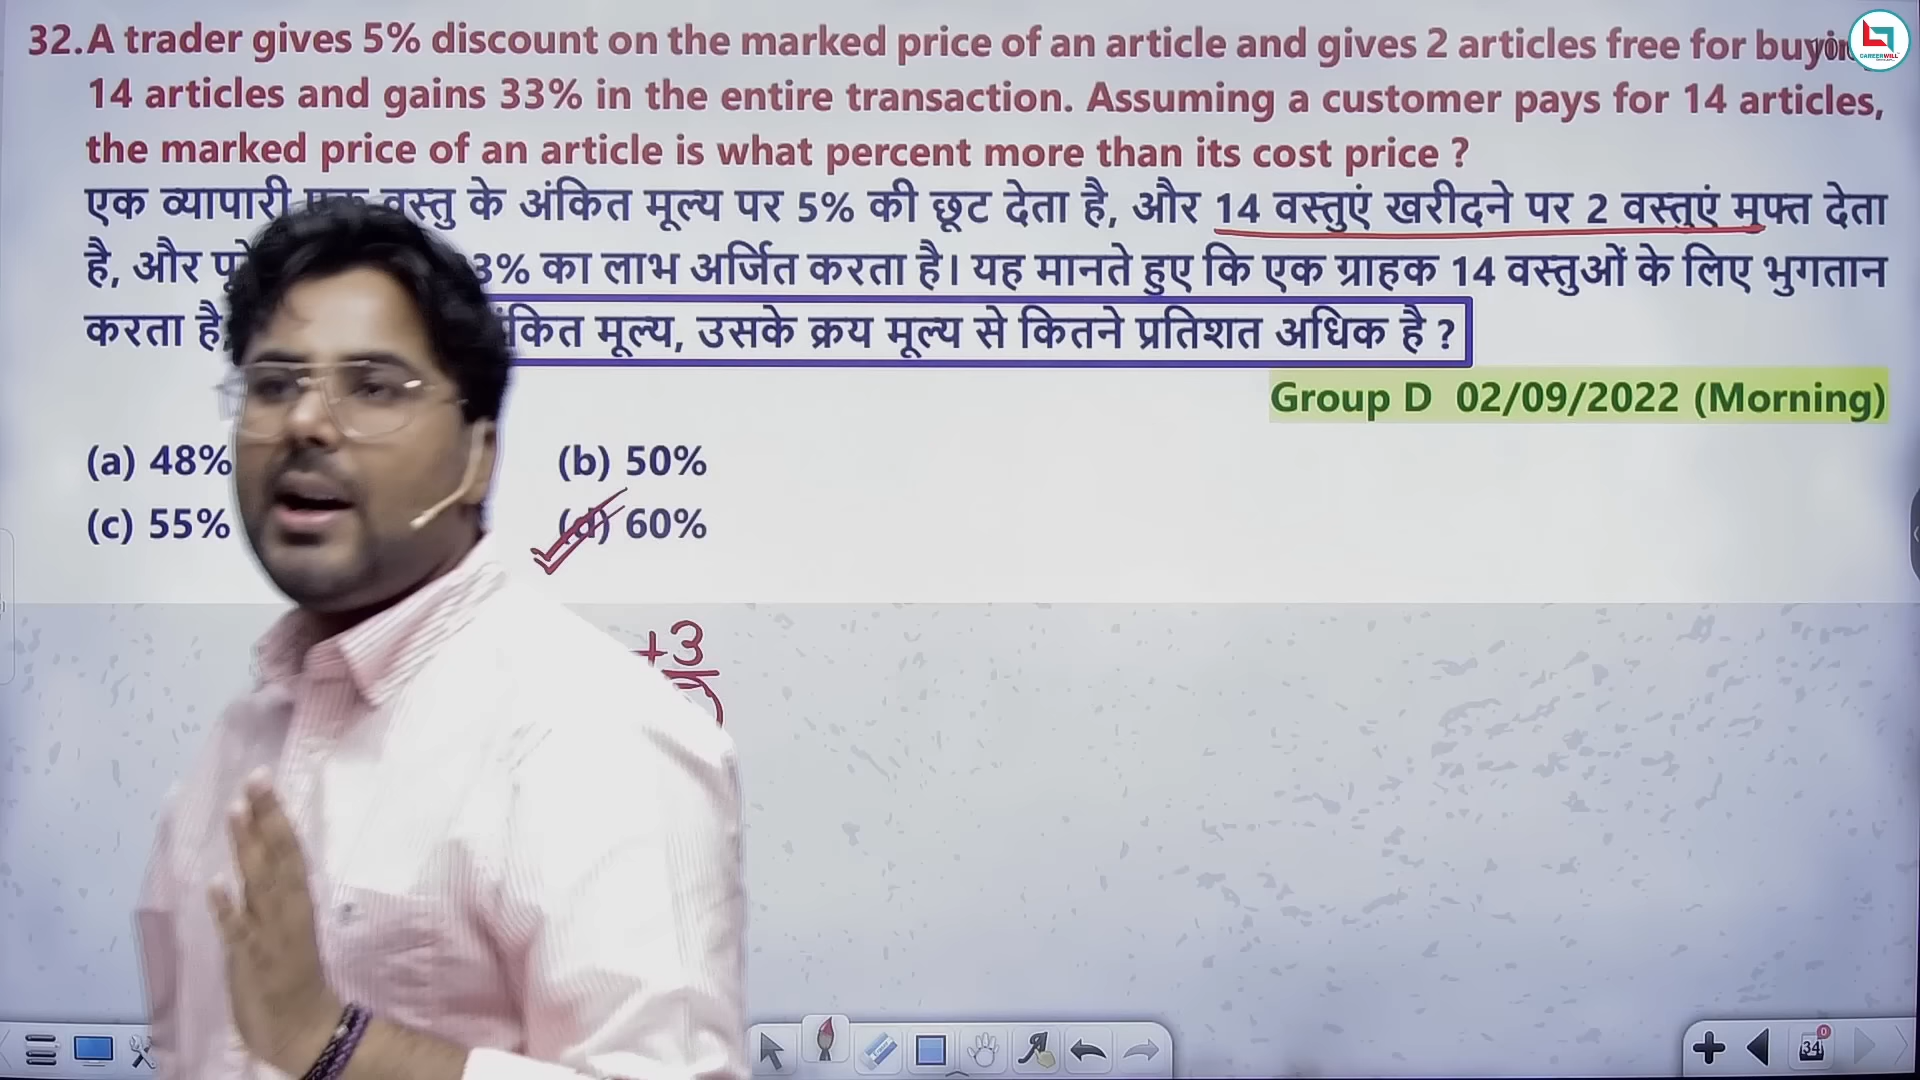 32. A trader gives 5% discount on the marked price of an article and gives 2 articles free for
14 articles and gains 33% in the entire transaction. Assuming a customer pays for 14 articles,
the marked price of an article is what percent more than its cost price ?
एक व्यापारी वस्तु के अंकित मूल्य पर 5% की छूट देता है, और 14 वस्तुएं खरीदने पर 2 वस्तुएं मुफ्त देता
है, और 3% का लाभ अर्जित करता है। यह मानते हुए कि एक ग्राहक 14 वस्तुओं के लिए भुगतान
करता है, मूल्य, उसके क्रय मूल्य से कितने प्रतिशत अधिक है ?
Group D 02/09/2022 (Morning)
(a) 48% (b) 50%
(c) 55% (d) 60%
+3
CAREERWILL
34
0